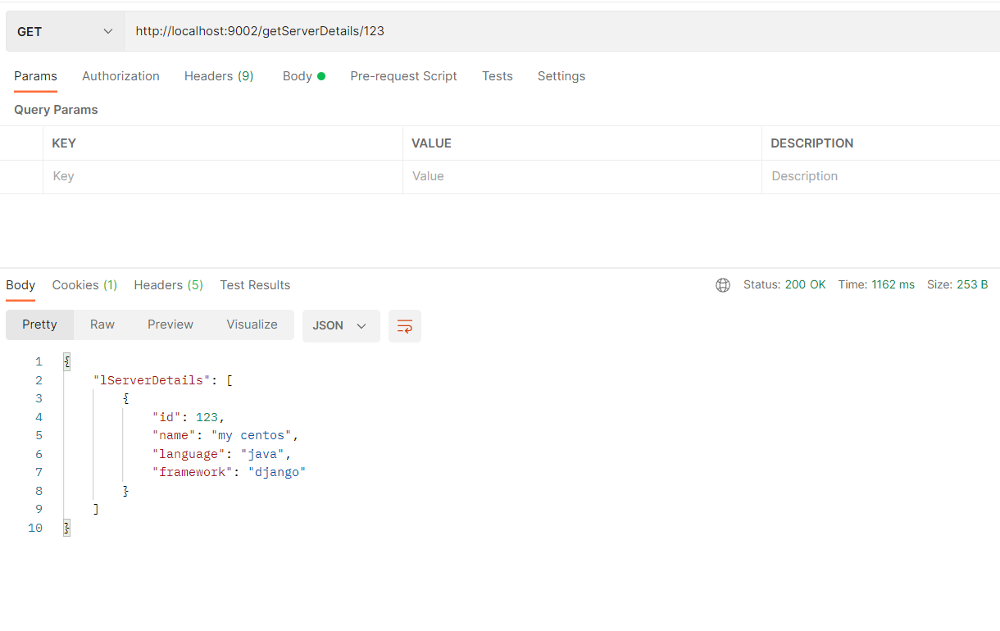 GET http://localhost:9002/getServerDetails/123
Params Authorization Headers (9) Body Pre-request Script Tests Settings
Query Params
KEY VALUE DESCRIPTION
Key Value Description
Body Cookies (1) Headers (5) Test Results Status: 200 OK Time: 1162 ms Size: 253 B
Pretty Raw Preview Visualize JSON
1 {
2 "lServerDetails": [
3 {
4 "id": 123,
5 "name": "my centos",
6 "language": "java",
7 "framework": "django"
8 }
9 ]
10 }